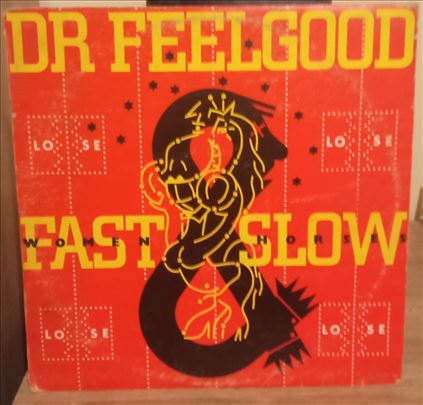 DR FEELGOOD
LO SE LO SE
FAST & SLOW
WOMEN HORSES
LO SE LO SE